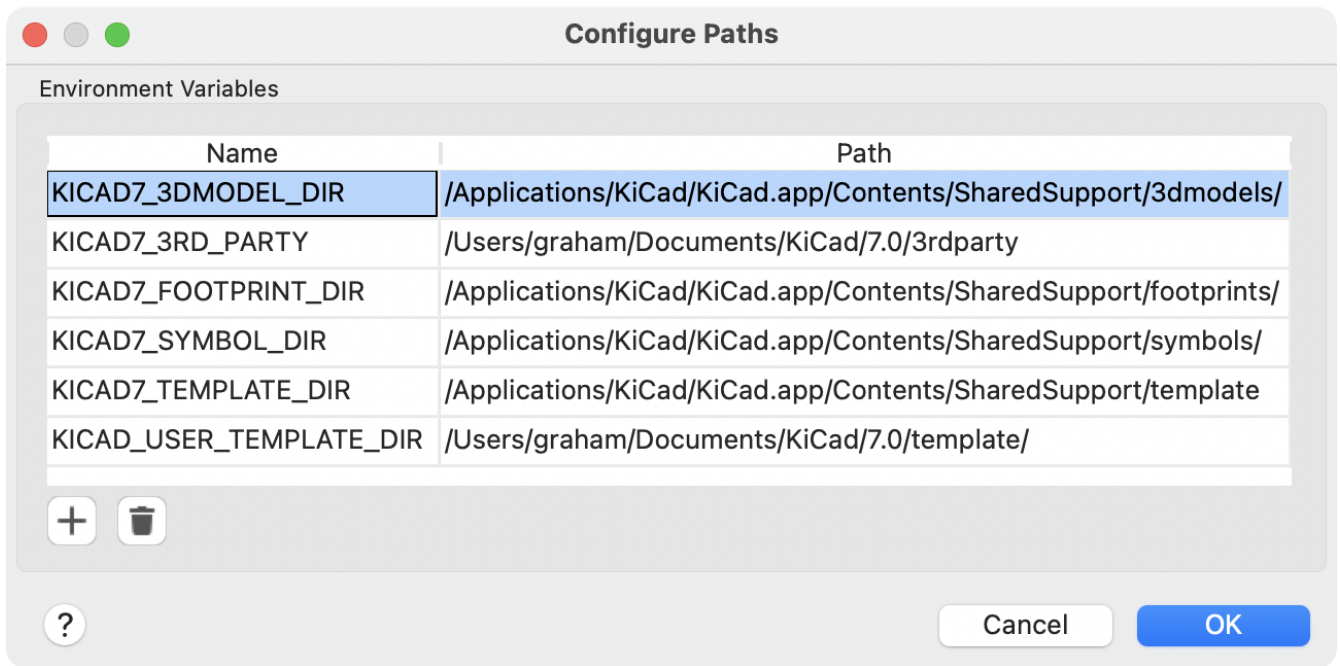 Configure Paths
Environment Variables
Name Path
KICAD7_3DMODEL_DIR /Applications/KiCad/KiCad.app/Contents/SharedSupport/3dmodels/
KICAD7_3RD_PARTY /Users/graham/Documents/KiCad/7.0/3rdparty
KICAD7_FOOTPRINT_DIR /Applications/KiCad/KiCad.app/Contents/SharedSupport/footprints/
KICAD7_SYMBOL_DIR /Applications/KiCad/KiCad.app/Contents/SharedSupport/symbols/
KICAD7_TEMPLATE_DIR /Applications/KiCad/KiCad.app/Contents/SharedSupport/template
KICAD_USER_TEMPLATE_DIR /Users/graham/Documents/KiCad/7.0/template/
? Cancel OK